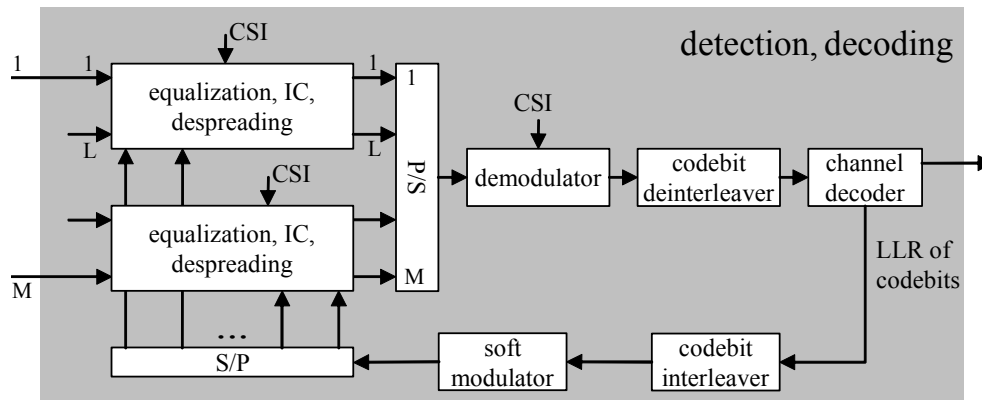 CSI
detection, decoding
1
1
1
1
equalization, IC,
despreading
L
L
CSI
P/S
CSI
demodulator
codebit
deinterleaver
channel
decoder
equalization, IC,
despreading
M
M
LLR of
codebits
...
S/P
soft
modulator
codebit
interleaver